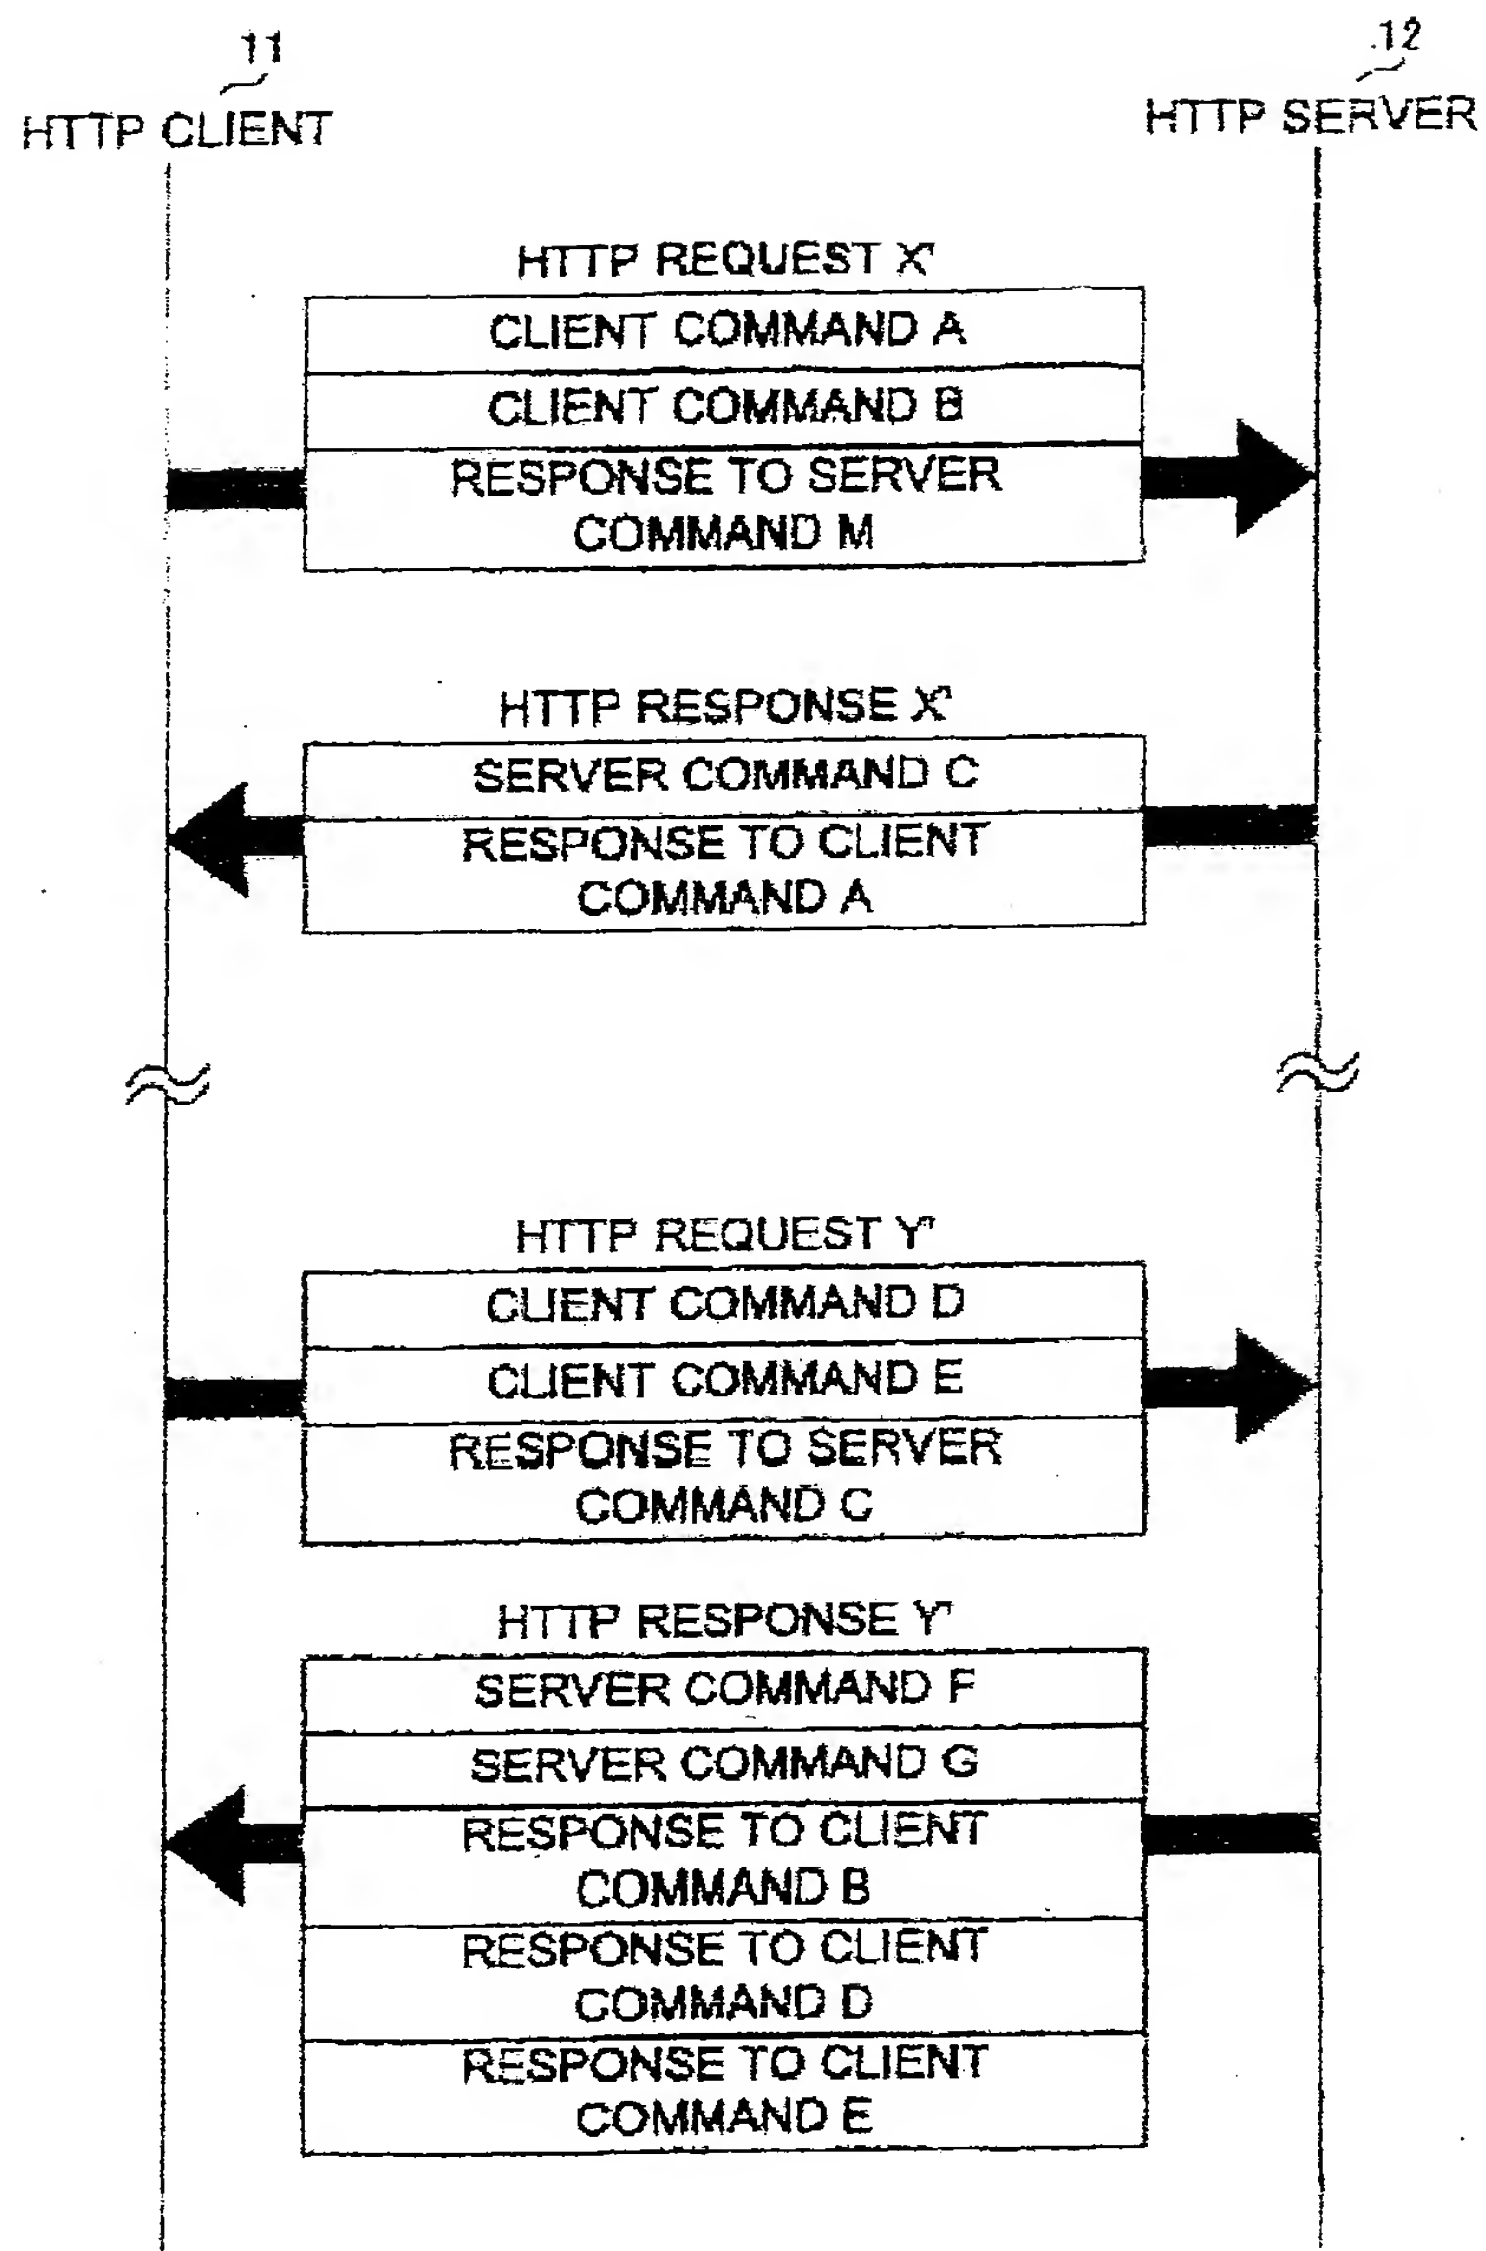 11
12
HTTP CLIENT
HTTP SERVER
HTTP REQUEST X'
CLIENT COMMAND A
CLIENT COMMAND B
RESPONSE TO SERVER
COMMAND M
HTTP RESPONSE X'
SERVER COMMAND C
RESPONSE TO CLIENT
COMMAND A
HTTP REQUEST Y'
CLIENT COMMAND D
CLIENT COMMAND E
RESPONSE TO SERVER
COMMAND C
HTTP RESPONSE Y'
SERVER COMMAND F
SERVER COMMAND G
RESPONSE TO CLIENT
COMMAND B
RESPONSE TO CLIENT
COMMAND D
RESPONSE TO CLIENT
COMMAND E